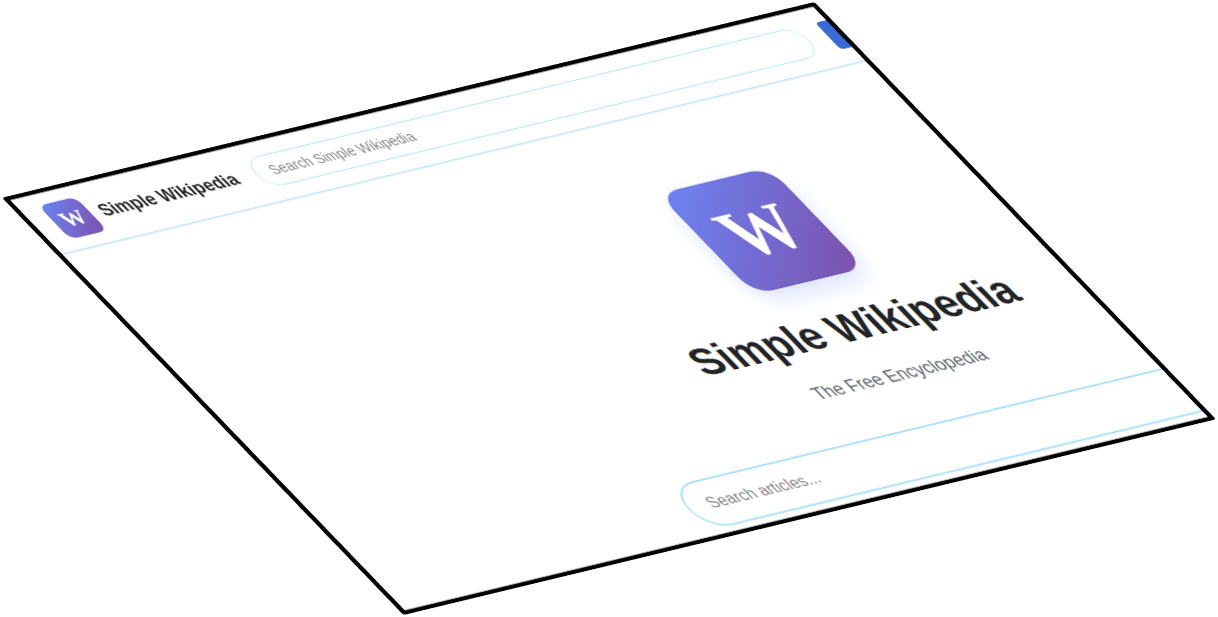 W Simple Wikipedia Search Simple Wikipedia
W
Simple Wikipedia
The Free Encyclopedia
Search articles...